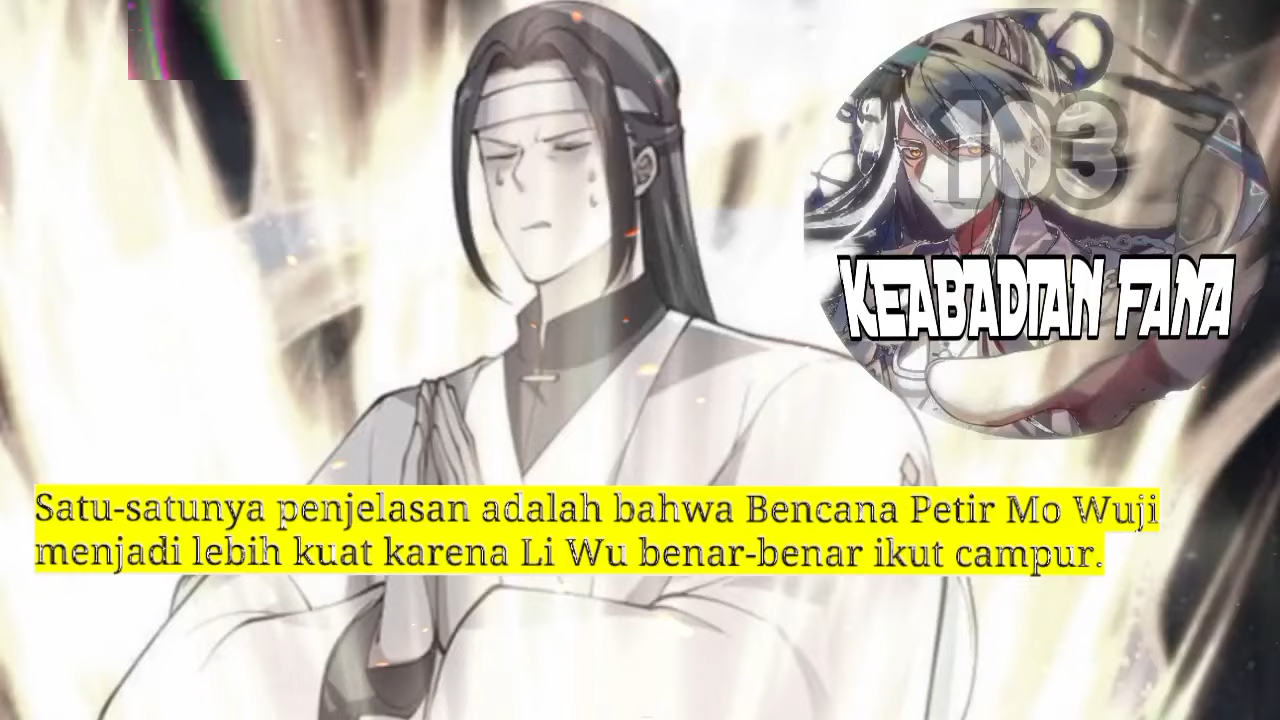 103
KEABADIAN FANA
Satu-satunya penjelasan adalah bahwa Bencana Petir Mo Wuji
menjadi lebih kuat karena Li Wu benar-benar ikut campur.